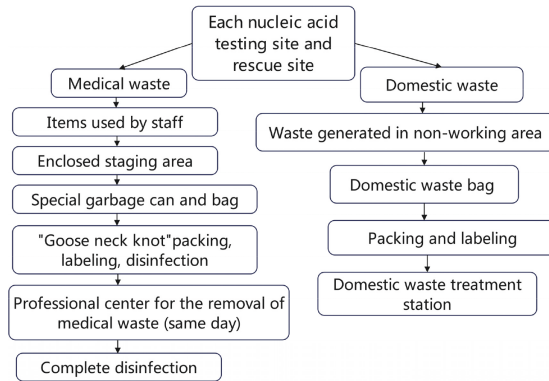 Each nucleic acid
testing site and
rescue site
Medical waste
Items used by staff
Enclosed staging area
Special garbage can and bag
"Goose neck knot"packing,
labeling, disinfection
Professional center for the removal of
medical waste (same day)
Complete disinfection
Domestic waste
Waste generated in non-working area
Domestic waste bag
Packing and labeling
Domestic waste treatment
station